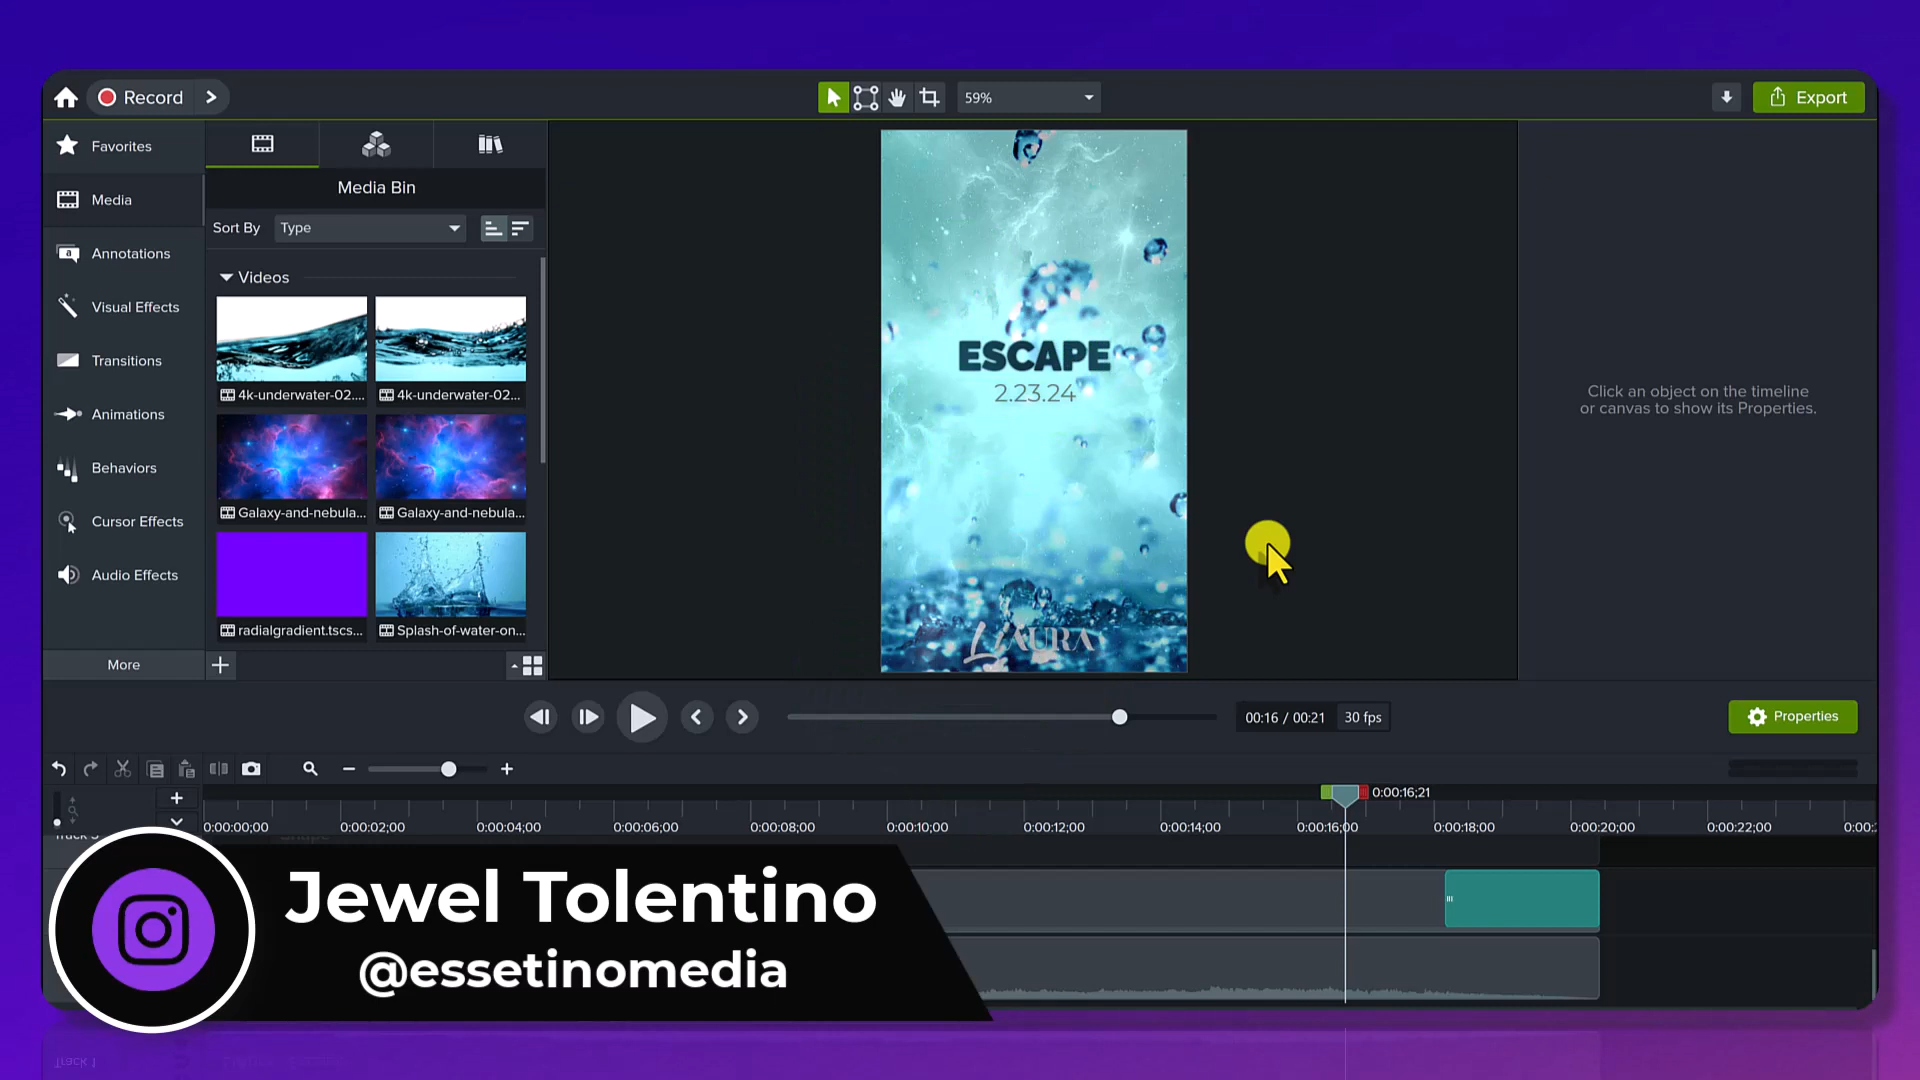 Record
59%
Export
Favorites
Media
Annotations
Visual Effects
Transitions
Animations
Behaviors
Cursor Effects
Audio Effects
More
Media Bin
Sort By
Type
Videos
4k-underwater-02....
4k-underwater-02...
Galaxy-and-nebula...
Galaxy-and-nebula...
radialgradient.tscs...
Splash-of-water-on...
ESCAPE
2.23.24
Click an object on the timeline
or canvas to show its Properties.
00:16 / 00:21
30 fps
Properties
0:00:16;21
0:00:00;00
0:00:02;00
0:00:04;00
0:00:06;00
0:00:08;00
0:00:10;00
0:00:12;00
0:00:14;00
0:00:16;00
0:00:18;00
0:00:20;00
0:00:22;00
0:00:2
Jewel Tolentino
@essetinomedia
Track 1